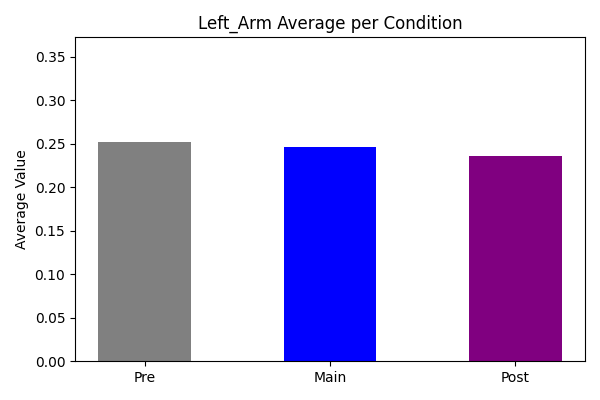 Left_Arm Average per Condition
Average Value
0.35
0.30
0.25
0.20
0.15
0.10
0.05
0.00
Pre
Main
Post